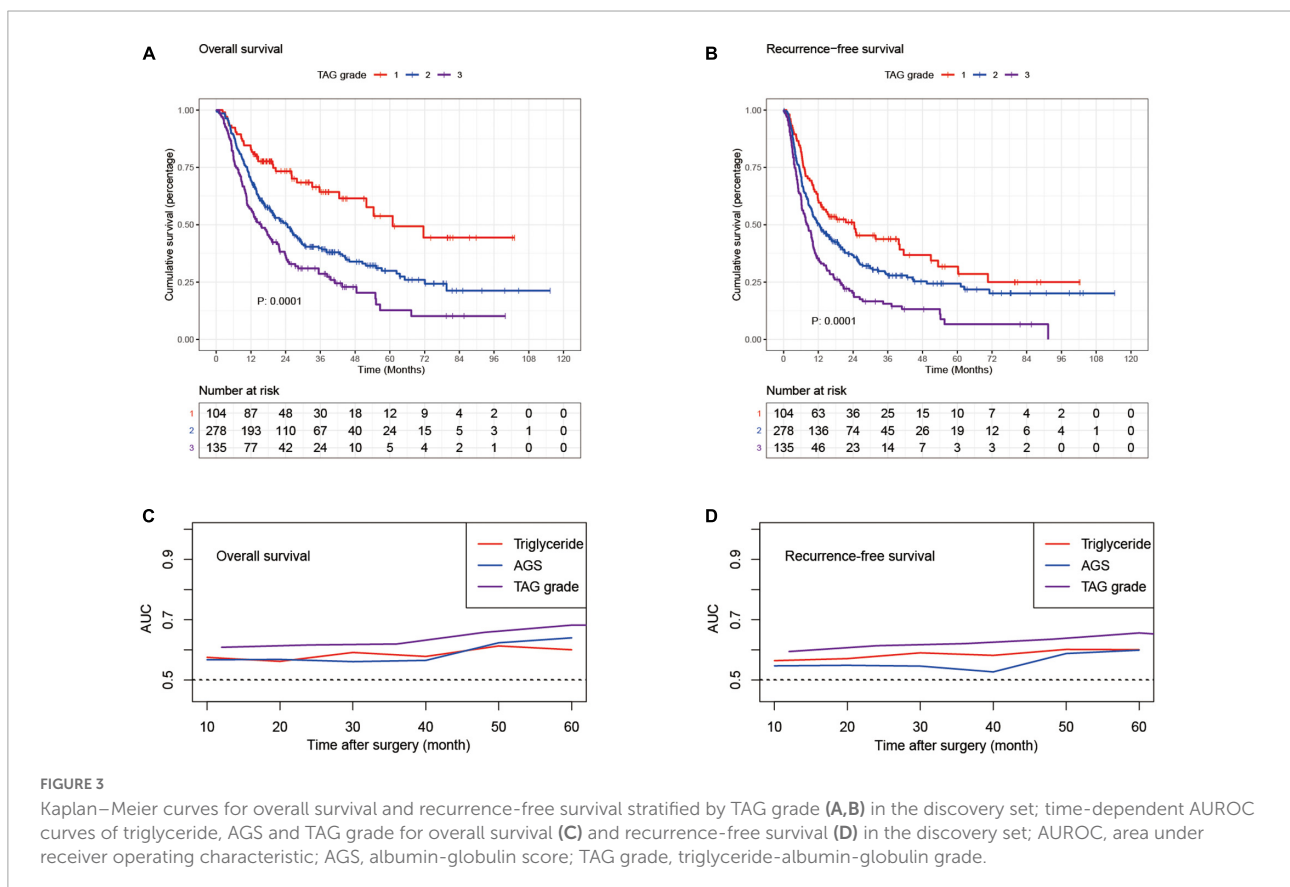 A
Overall survival
TAG grade 1 2 3
Cumulative survival (percentage)
1.00
0.75
0.50
0.25
0.00
P: 0.0001
0 12 24 36 48 60 72 84 96 108 120
Time (Months)
Number at risk
1 104 87 48 30 18 12 9 4 2 0 0
2 278 193 110 67 40 24 15 5 3 1 0
3 135 77 42 24 10 5 4 2 1 0 0
B
Recurrence-free survival
TAG grade 1 2 3
Cumulative survival (percentage)
1.00
0.75
0.50
0.25
0.00
P: 0.0001
0 12 24 36 48 60 72 84 96 108 120
Time (Months)
Number at risk
1 104 63 36 25 15 10 7 4 2 0 0
2 278 136 74 45 26 19 12 6 4 1 0
3 135 46 23 14 7 3 3 2 0 0 0
C
Overall survival
Triglyceride
AGS
TAG grade
AUC
0.9
0.7
0.5
10 20 30 40 50 60
Time after surgery (month)
D
Recurrence-free survival
Triglyceride
AGS
TAG grade
AUC
0.9
0.7
0.5
10 20 30 40 50 60
Time after surgery (month)
FIGURE 3
Kaplan–Meier curves for overall survival and recurrence-free survival stratified by TAG grade (A,B) in the discovery set; time-dependent AUROC
curves of triglyceride, AGS and TAG grade for overall survival (C) and recurrence-free survival (D) in the discovery set; AUROC, area under
receiver operating characteristic; AGS, albumin-globulin score; TAG grade, triglyceride-albumin-globulin grade.